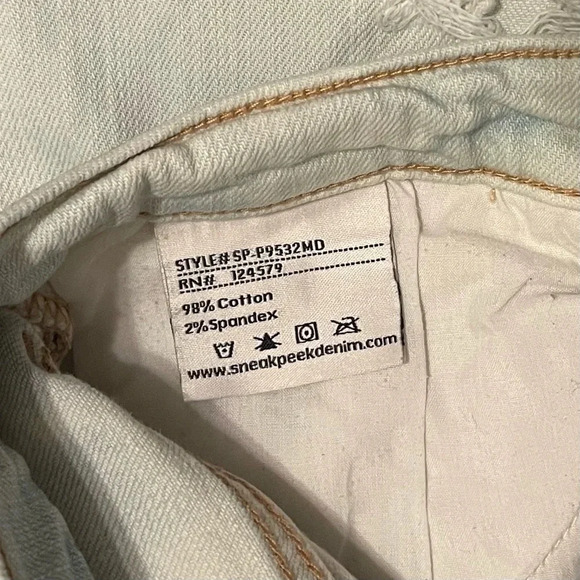 STYLE# SP-P9532MD
RN# 124579
98% Cotton
2%Spandex
www.sneakpeekdenim.com